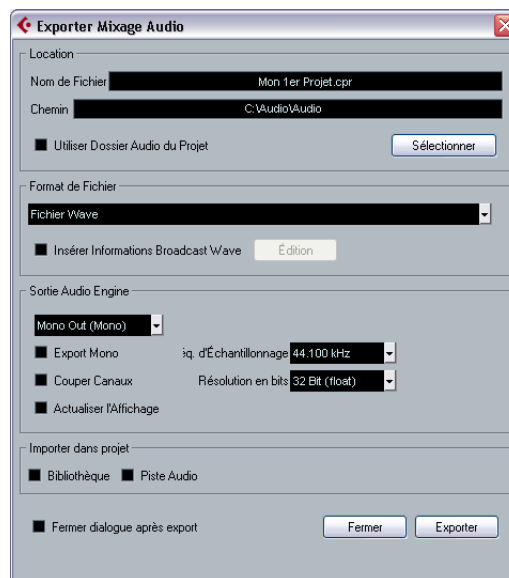 Exporter Mixage Audio
Location
Nom de Fichier Mon 1er Projet.cpr
Chemin C:\Audio\Audio
Utiliser Dossier Audio du Projet Sélectionner
Format de Fichier
Fichier Wave
Insérer Informations Broadcast Wave Édition
Sortie Audio Engine
Mono Out (Mono)
Export Mono éq. d'Échantillonnage 44.100 kHz
Couper Canaux Résolution en bits 32 Bit (float)
Actualiser l'Affichage
Importer dans projet
Bibliothèque Piste Audio
Fermer dialogue après export Fermer Exporter